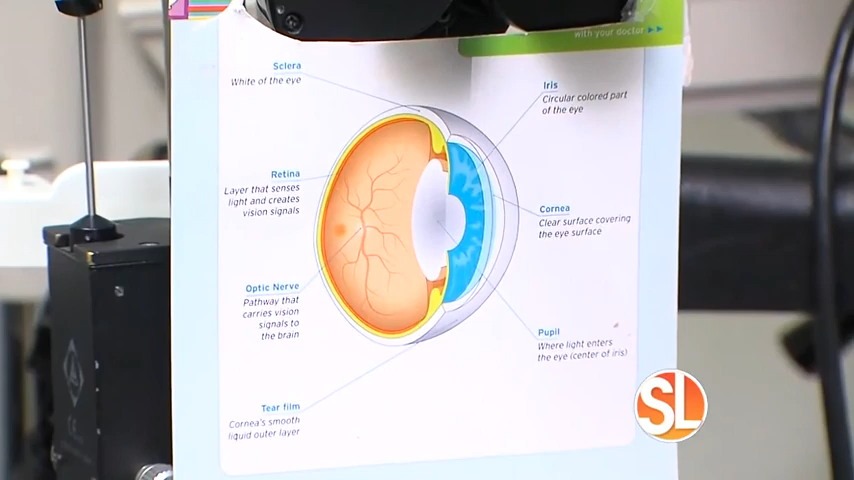 with your doctor
Sclera
White of the eye
Iris
Circular colored part
of the eye
Retina
Layer that senses
light and creates
vision signals
Cornea
Clear surface covering
the eye surface
Optic Nerve
Pathway that
carries vision
signals to
the brain
Pupil
Where light enters
the eye (center of iris)
Tear film
Cornea's smooth
liquid outer layer
SL